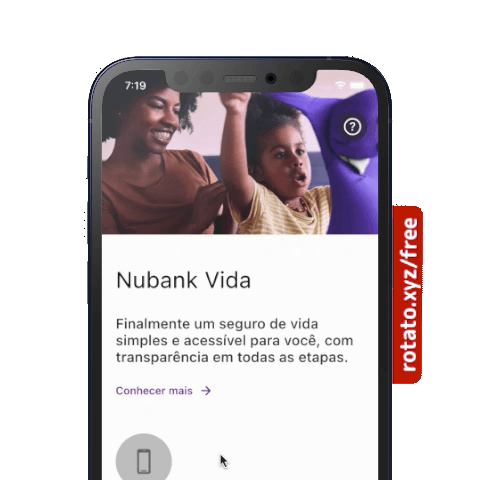 7:19
?
Nubank Vida
Finalmente um seguro de vida
simples e acessível para você, com
transparência em todas as etapas.
Conhecer mais →
rotato.xyz/free